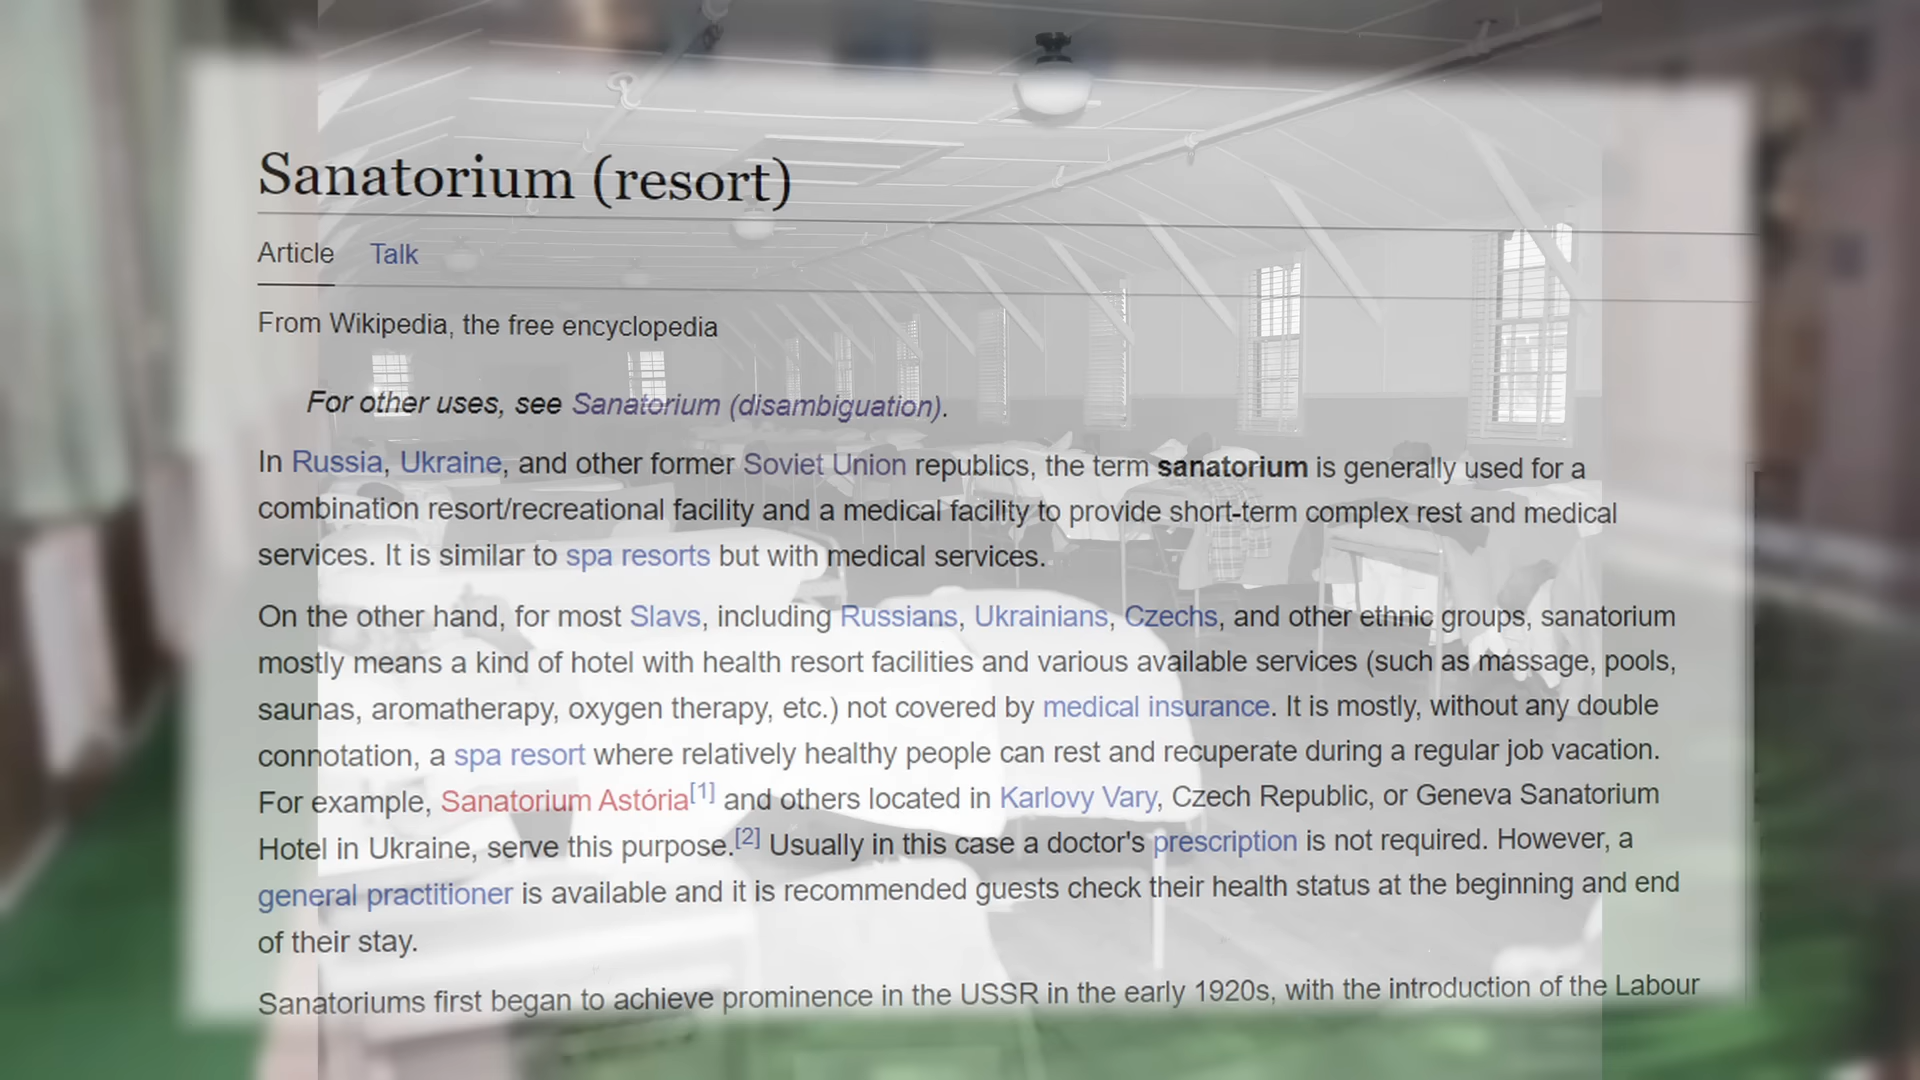 Sanatorium (resort)
Article Talk
From Wikipedia, the free encyclopedia
For other uses, see Sanatorium (disambiguation).
In Russia, Ukraine, and other former Soviet Union republics, the term sanatorium is generally used for a
combination resort/recreational facility and a medical facility to provide short-term complex rest and medical
services. It is similar to spa resorts but with medical services.
On the other hand, for most Slavs, including Russians, Ukrainians, Czechs, and other ethnic groups, sanatorium
mostly means a kind of hotel with health resort facilities and various available services (such as massage, pools,
saunas, aromatherapy, oxygen therapy, etc.) not covered by medical insurance. It is mostly, without any double
connotation, a spa resort where relatively healthy people can rest and recuperate during a regular job vacation.
For example, Sanatorium Astória[1] and others located in Karlovy Vary, Czech Republic, or Geneva Sanatorium
Hotel in Ukraine, serve this purpose.[2] Usually in this case a doctor's prescription is not required. However, a
general practitioner is available and it is recommended guests check their health status at the beginning and end
of their stay.
Sanatoriums first began to achieve prominence in the USSR in the early 1920s, with the introduction of the Labour